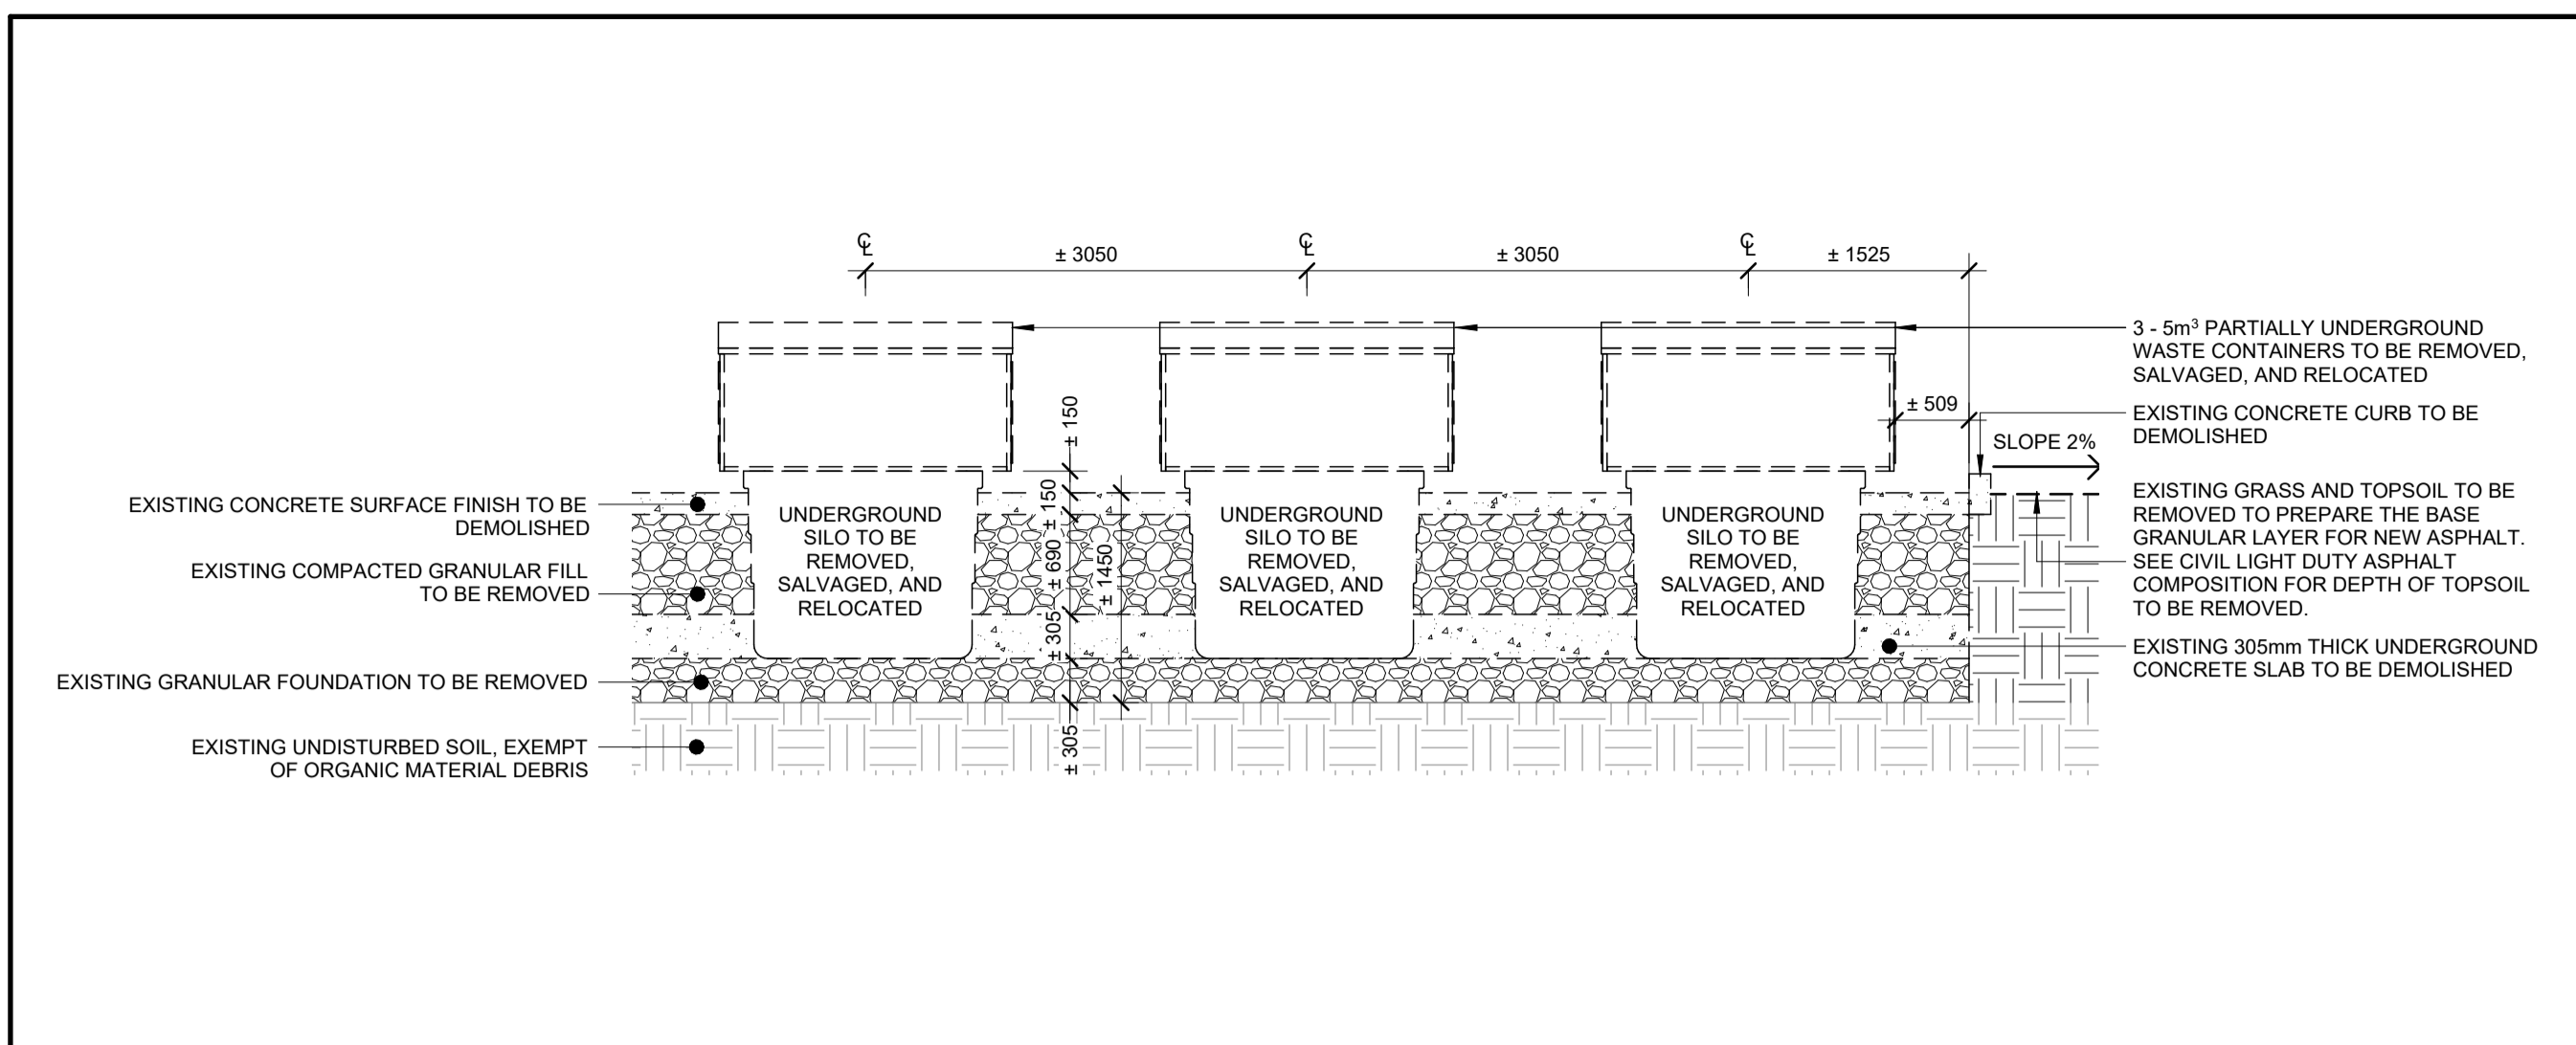 ℄
℄
℄
± 3050
± 3050
± 1525
3 - 5m³ PARTIALLY UNDERGROUND
WASTE CONTAINERS TO BE REMOVED,
SALVAGED, AND RELOCATED
± 509
EXISTING CONCRETE CURB TO BE
DEMOLISHED
SLOPE 2%
EXISTING GRASS AND TOPSOIL TO BE
REMOVED TO PREPARE THE BASE
GRANULAR LAYER FOR NEW ASPHALT.
SEE CIVIL LIGHT DUTY ASPHALT
COMPOSITION FOR DEPTH OF TOPSOIL
TO BE REMOVED.
EXISTING 305mm THICK UNDERGROUND
CONCRETE SLAB TO BE DEMOLISHED
EXISTING CONCRETE SURFACE FINISH TO BE
DEMOLISHED
EXISTING COMPACTED GRANULAR FILL
TO BE REMOVED
EXISTING GRANULAR FOUNDATION TO BE REMOVED
EXISTING UNDISTURBED SOIL, EXEMPT
OF ORGANIC MATERIAL DEBRIS
UNDERGROUND
SILO TO BE
REMOVED,
SALVAGED, AND
RELOCATED
± 150
± 150
± 690
± 305
± 305
± 1450
UNDERGROUND
SILO TO BE
REMOVED,
SALVAGED, AND
RELOCATED
UNDERGROUND
SILO TO BE
REMOVED,
SALVAGED, AND
RELOCATED